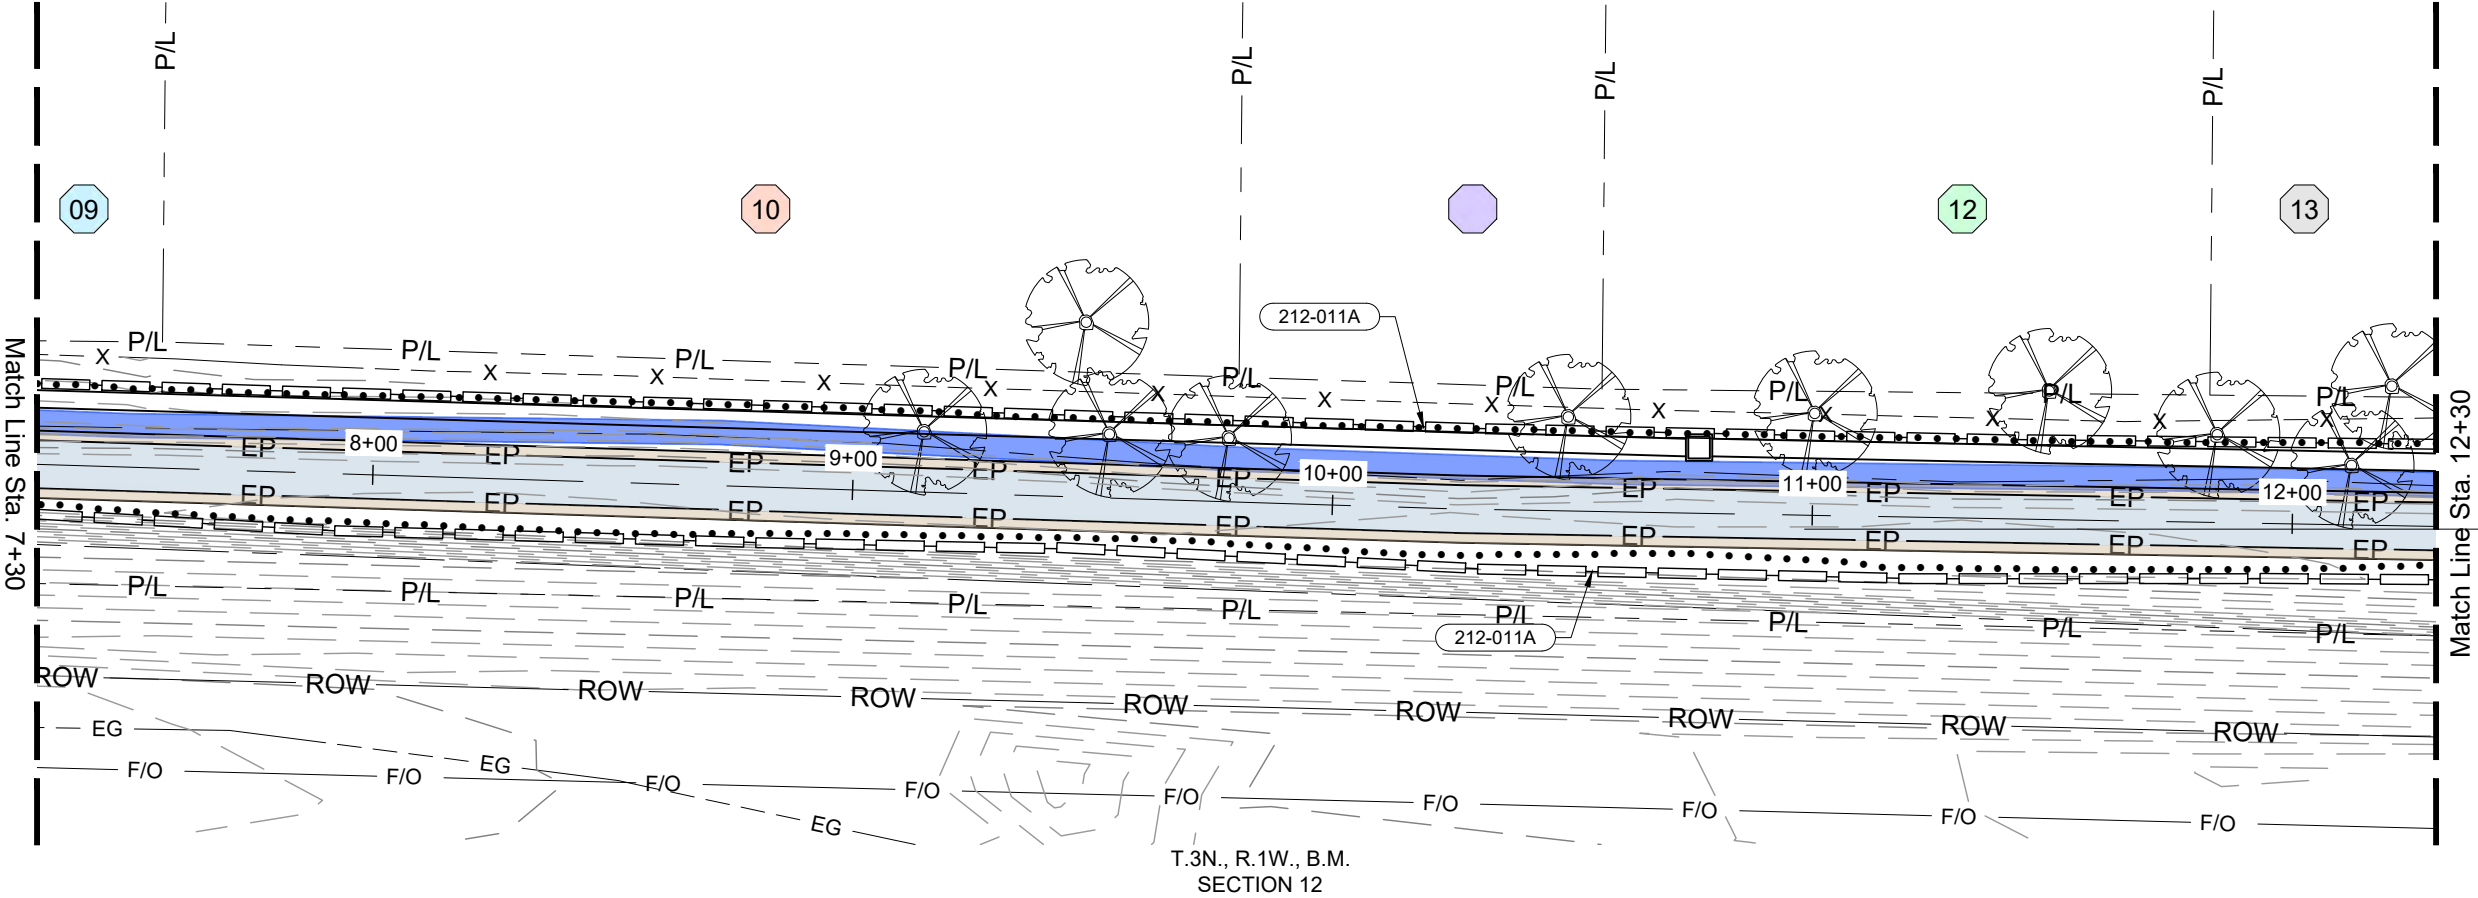 P/L P/L P/L P/L
09 10 12 13
212-011A
P/L P/L P/L P/L P/L P/L P/L P/L P/L
X X X X X X X X X X X X X X
8+00 9+00 10+00 11+00 12+00
EP EP EP EP EP EP EP EP EP
EP EP EP EP EP EP EP EP EP
P/L P/L P/L P/L P/L P/L P/L P/L P/L
212-011A
ROW ROW ROW ROW ROW ROW ROW ROW ROW
EG EG EG
F/O F/O F/O F/O F/O F/O F/O F/O F/O
Match Line Sta. 7+30
Match Line Sta. 12+30
T.3N., R.1W., B.M.
SECTION 12